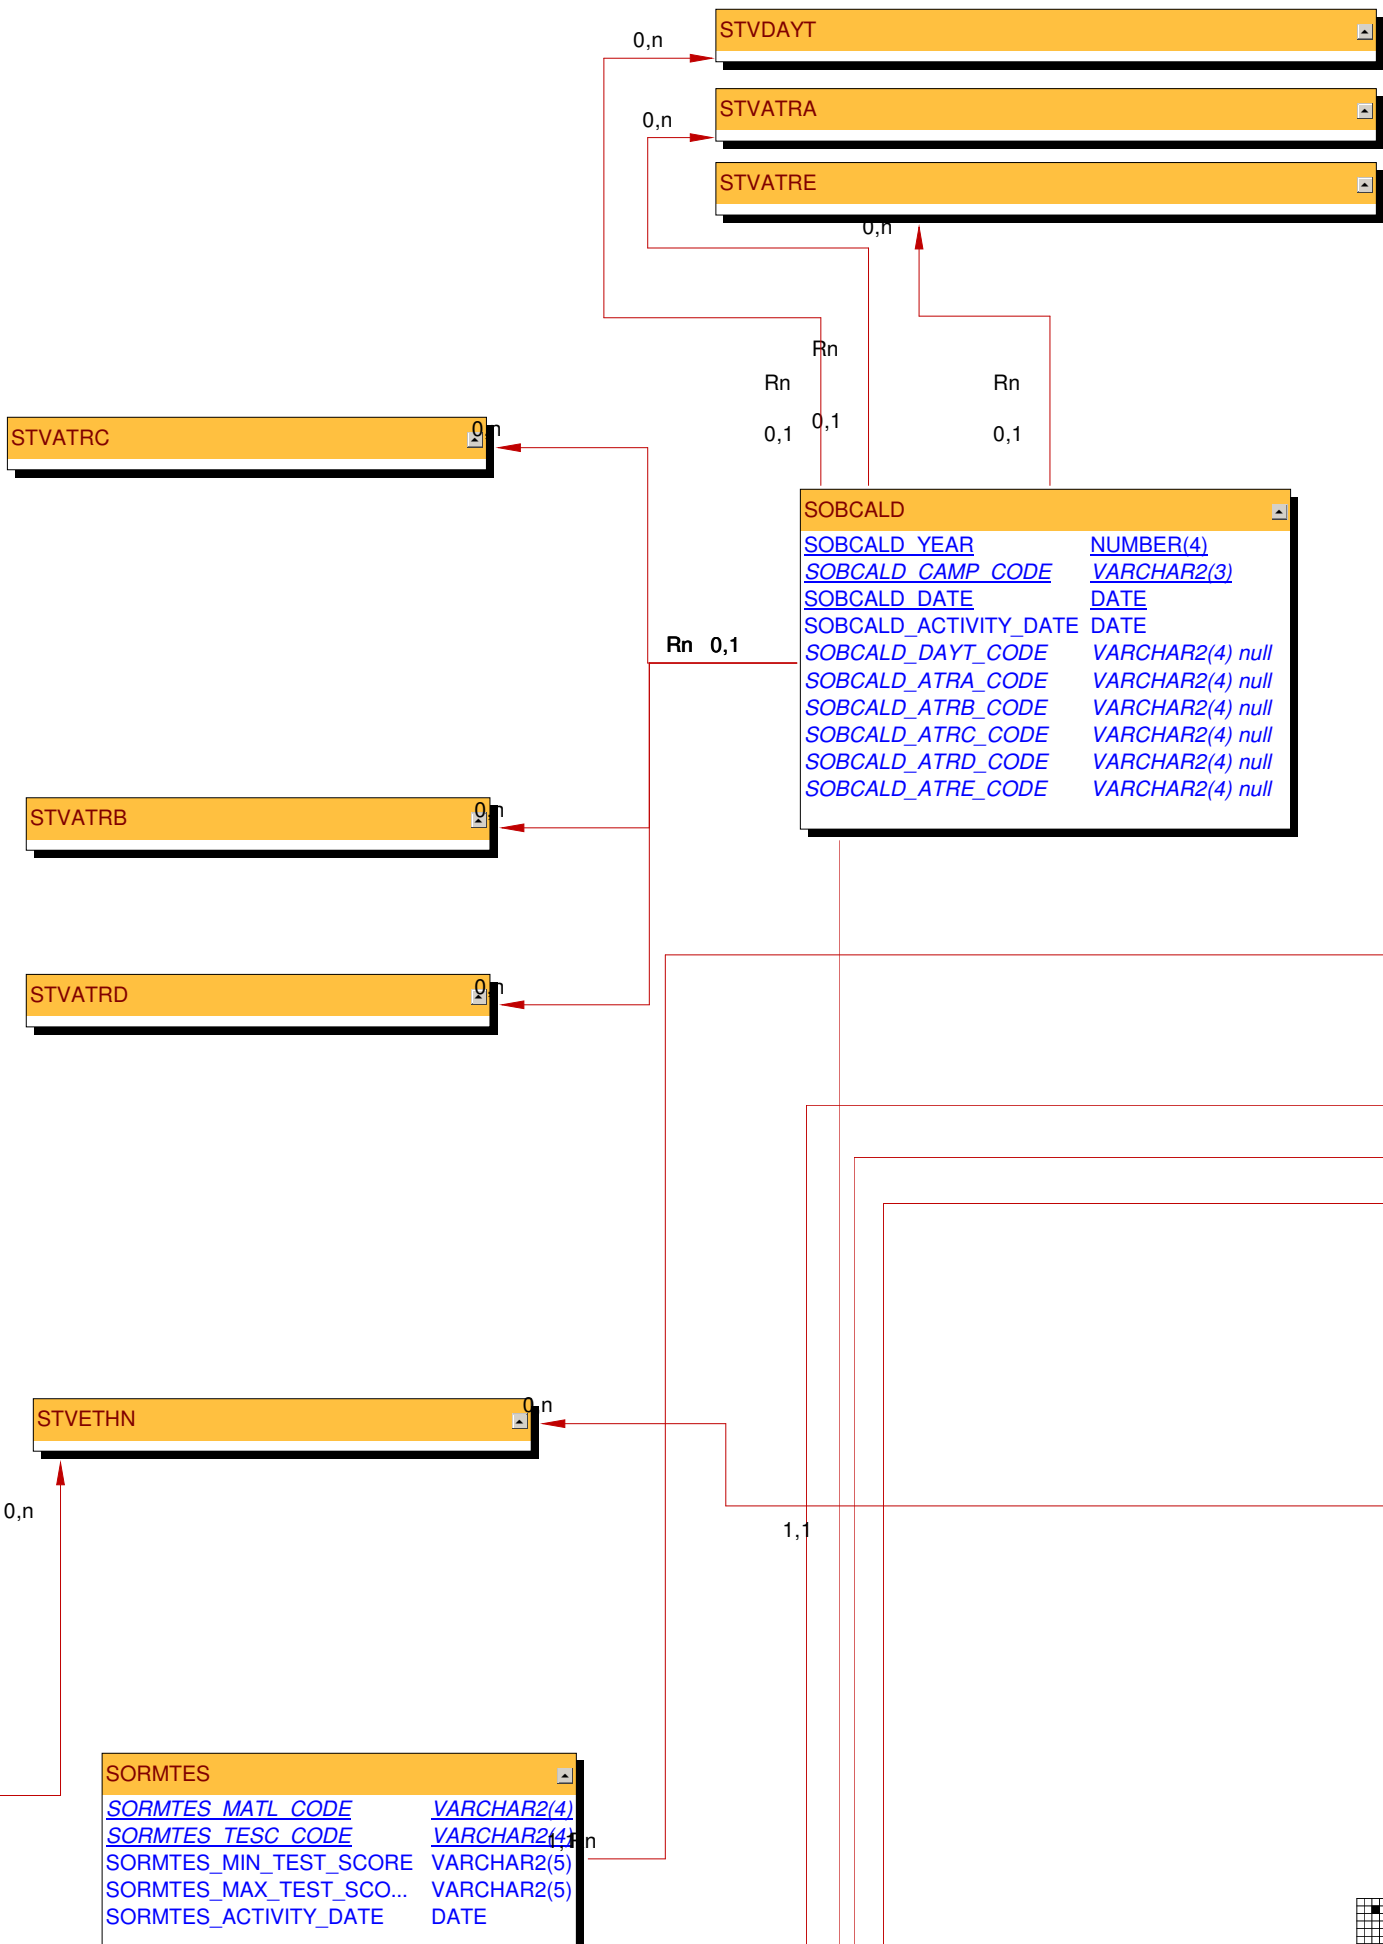 STVDAYT
0,n
STVATRA
0,n
STVATRE
0,n
Rn
Rn
Rn
0,1
0,1
0,1
STVATRC
0,n
SOBCALD
SOBCALD_YEAR NUMBER(4)
SOBCALD_CAMP_CODE VARCHAR2(3)
SOBCALD_DATE DATE
SOBCALD_ACTIVITY_DATE DATE
SOBCALD_DAYT_CODE VARCHAR2(4) null
SOBCALD_ATRA_CODE VARCHAR2(4) null
SOBCALD_ATRB_CODE VARCHAR2(4) null
SOBCALD_ATRC_CODE VARCHAR2(4) null
SOBCALD_ATRD_CODE VARCHAR2(4) null
SOBCALD_ATRE_CODE VARCHAR2(4) null
Rn 0,1
STVATRB
0,n
STVATRD
0,n
STVETHN
0,n
0,n
1,1
SORMTES
SORMTES_MATL_CODE VARCHAR2(4)
SORMTES_TESC_CODE VARCHAR2(4)
SORMTES_MIN_TEST_SCORE VARCHAR2(5)
SORMTES_MAX_TEST_SCO... VARCHAR2(5)
SORMTES_ACTIVITY_DATE DATE